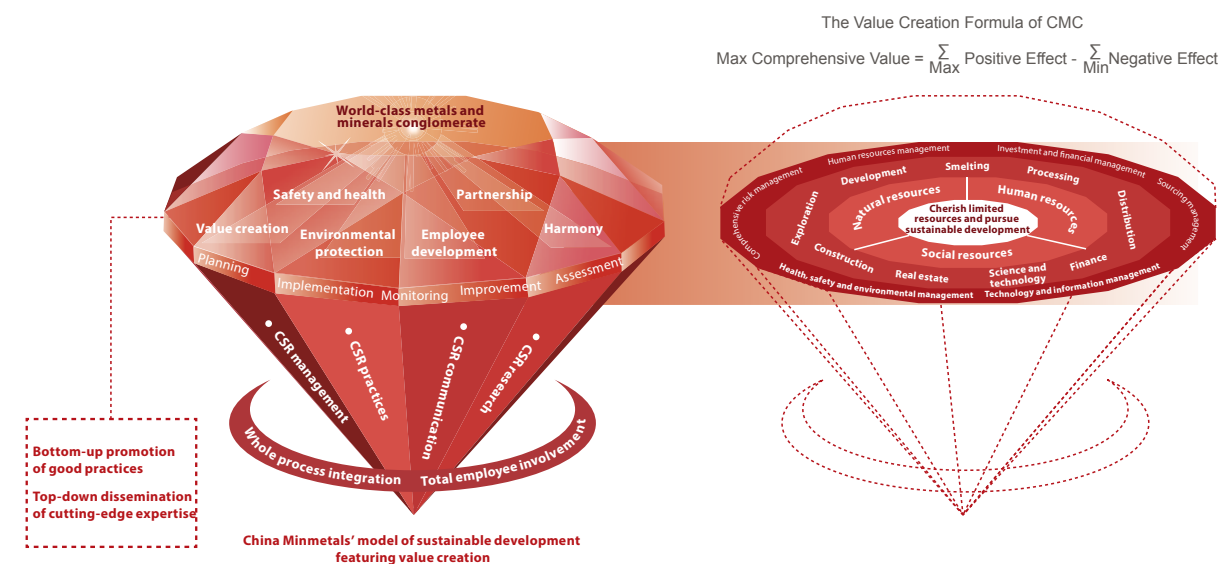 The Value Creation Formula of CMC
Max Comprehensive Value = ∑ Max Positive Effect - ∑ Min Negative Effect
World-class metals and
minerals conglomerate
Safety and health
Partnership
Value creation
Environmental
protection
Employee
development
Harmony
Planning
Implementation
Monitoring
Improvement
Assessment
• CSR management
• CSR practices
• CSR communication
• CSR research
Whole process integration
Total employee involvement
Bottom-up promotion
of good practices
Top-down dissemination
of cutting-edge expertise
China Minmetals' model of sustainable development
featuring value creation
Comprehensive risk management
Human resources management
Investment and financial management
Sourcing management
Health, safety and environmental management
Technology and information management
Exploration
Development
Smelting
Processing
Distribution
Construction
Real estate
Science and
technology
Finance
Natural resources
Human resources
Social resources
Cherish limited
resources and pursue
sustainable development